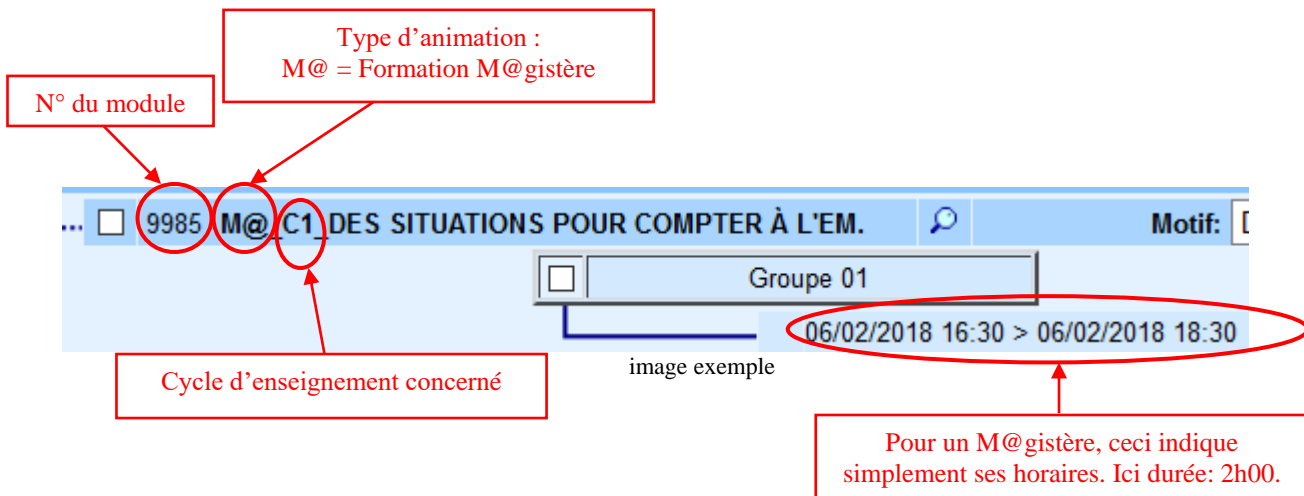 Type d’animation :
M@ = Formation M@gistère
N° du module
... 9985 M@_C1_DES SITUATIONS POUR COMPTER À L'EM. Motif: D
Groupe 01
06/02/2018 16:30 > 06/02/2018 18:30
image exemple
Cycle d’enseignement concerné
Pour un M@gistère, ceci indique
simplement ses horaires. Ici durée: 2h00.